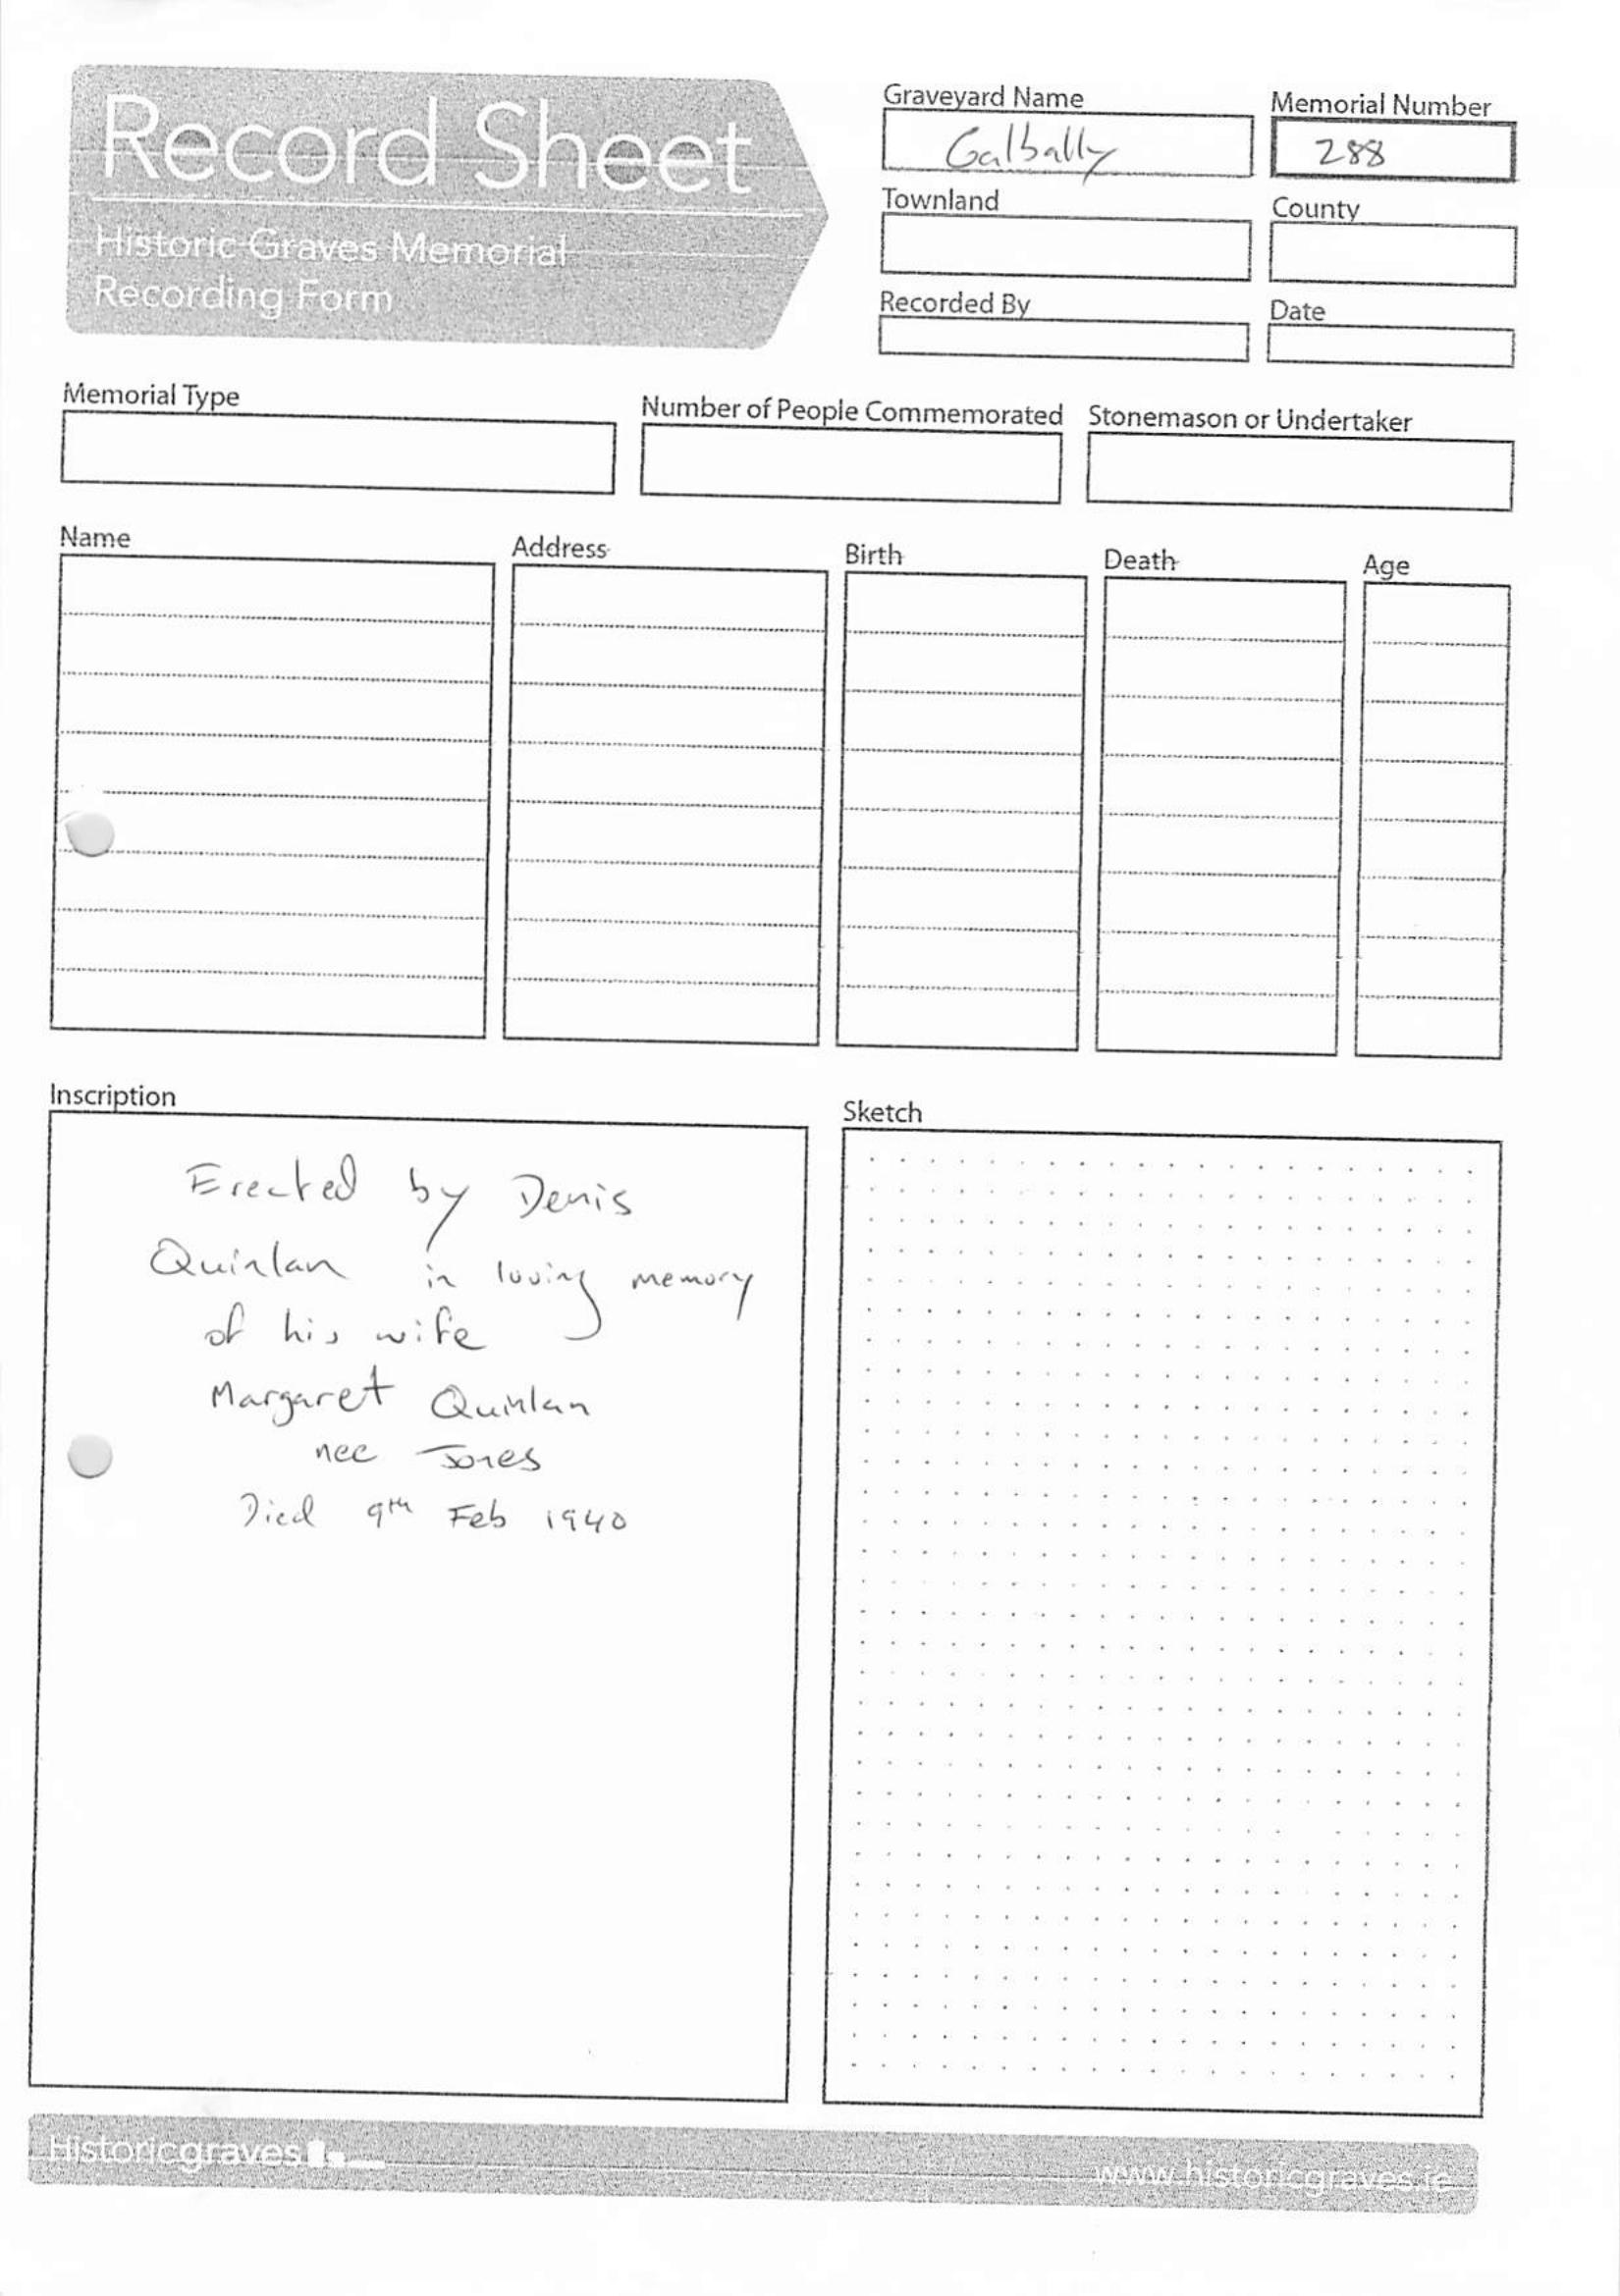 Record Sheet
Historic Graves Memorial
Recording Form
Graveyard Name
Galbally
Memorial Number
288
Townland
County
Recorded By
Date
Memorial Type
Number of People Commemorated
Stonemason or Undertaker
Name
Address
Birth
Death
Age
Inscription
Erected by Denis
Quinlan in loving memory
of his wife
Margaret Quinlan
nee Jones
Died 9th Feb 1940
Sketch
Historicgraves
www.historicgraves.ie